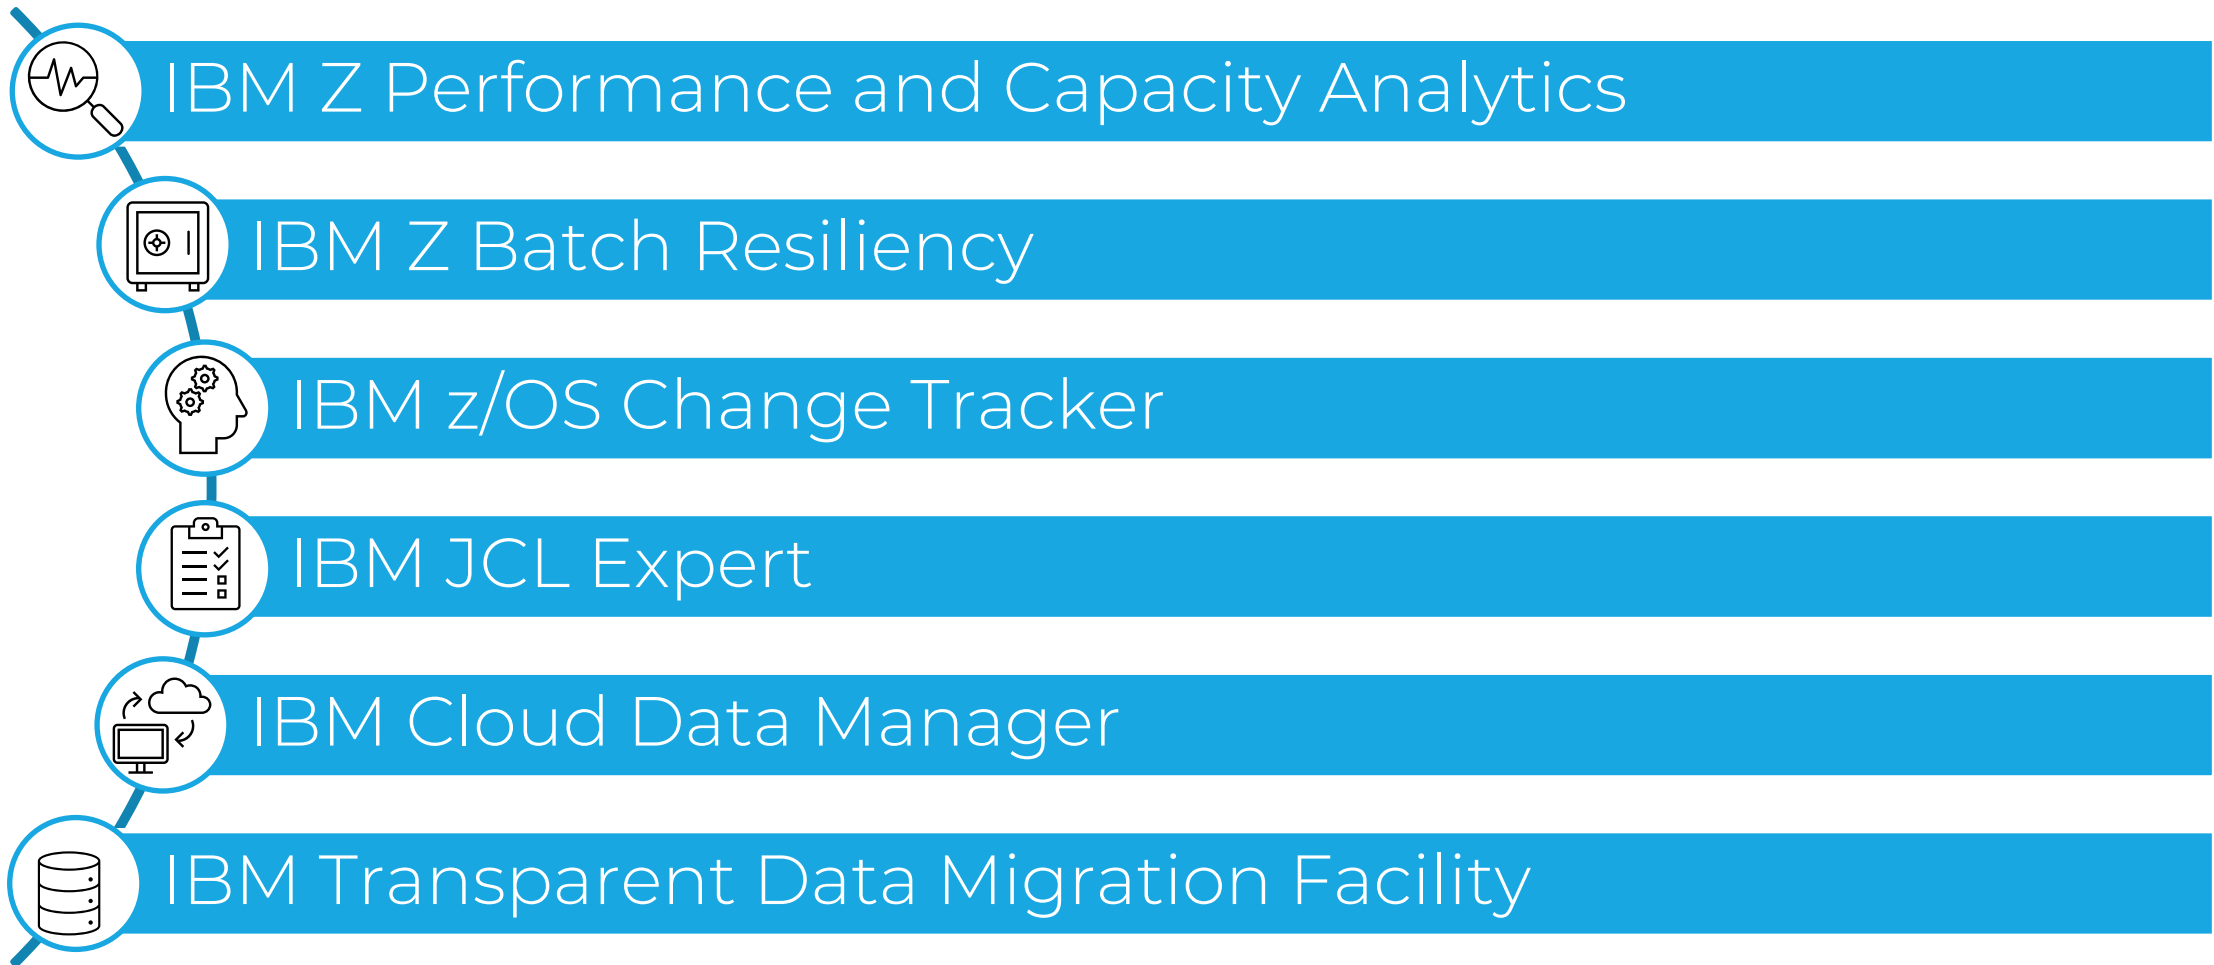 IBM Z Performance and Capacity Analytics
IBM Z Batch Resiliency
IBM z/OS Change Tracker
IBM JCL Expert
IBM Cloud Data Manager
IBM Transparent Data Migration Facility